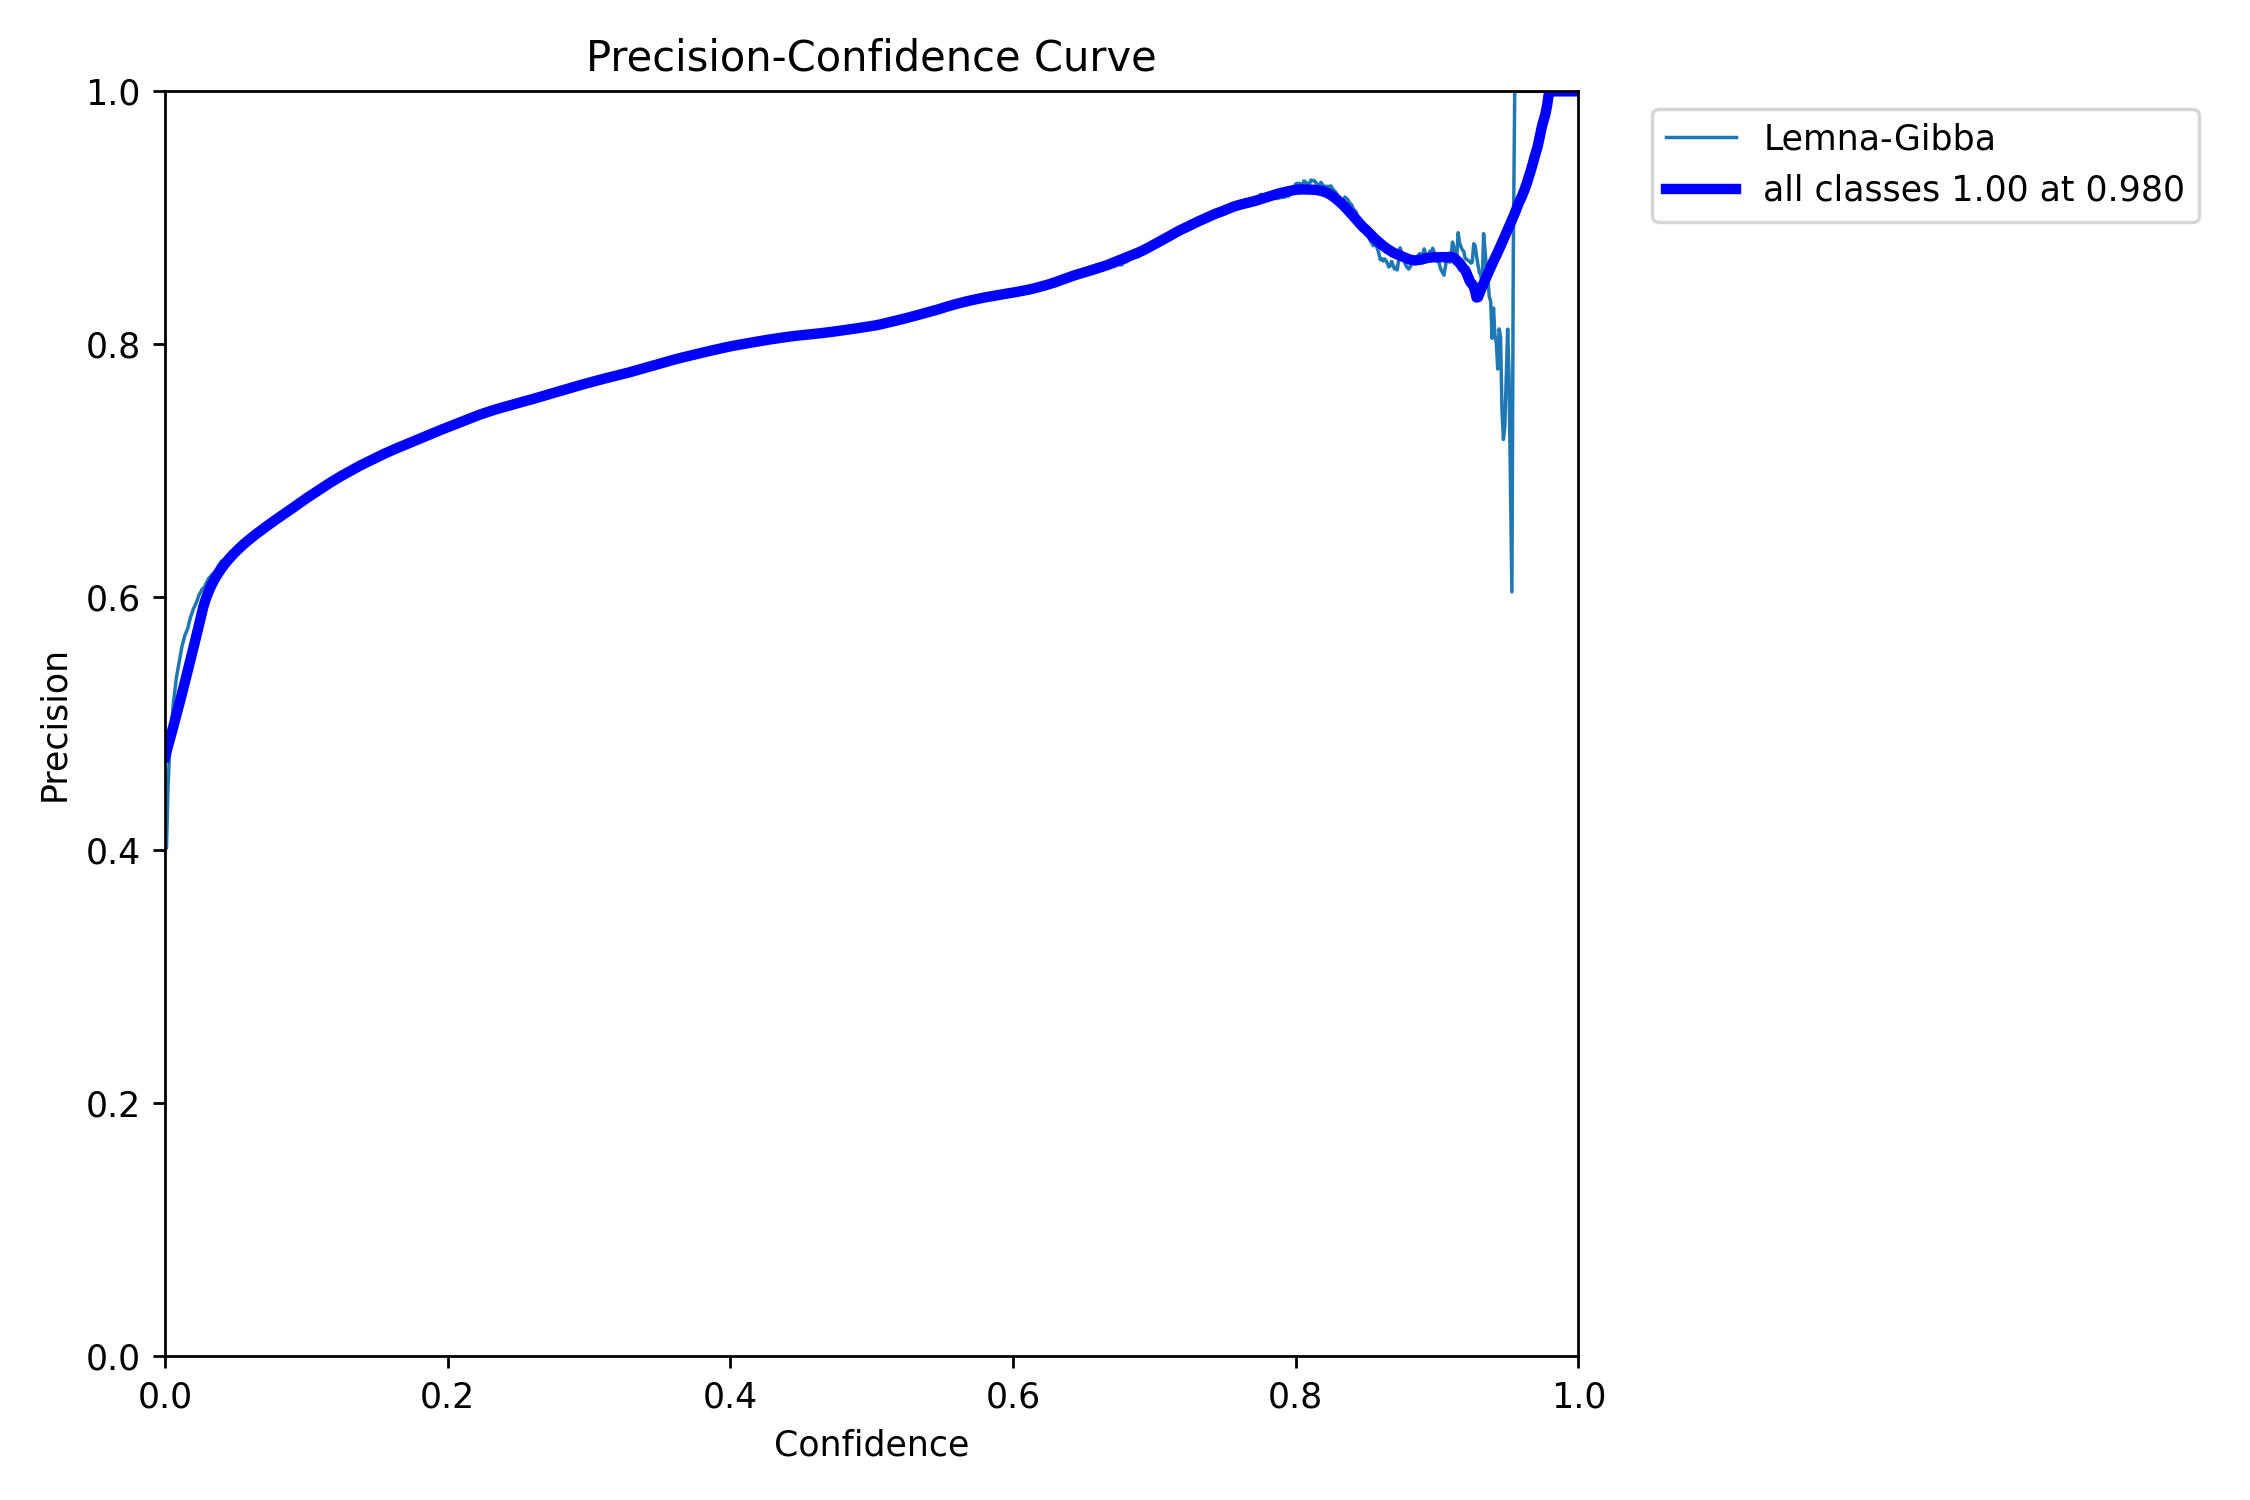 Precision-Confidence Curve
Lemna-Gibba
all classes 1.00 at 0.980
Precision
1.0
0.8
0.6
0.4
0.2
0.0
0.0 0.2 0.4 0.6 0.8 1.0
Confidence